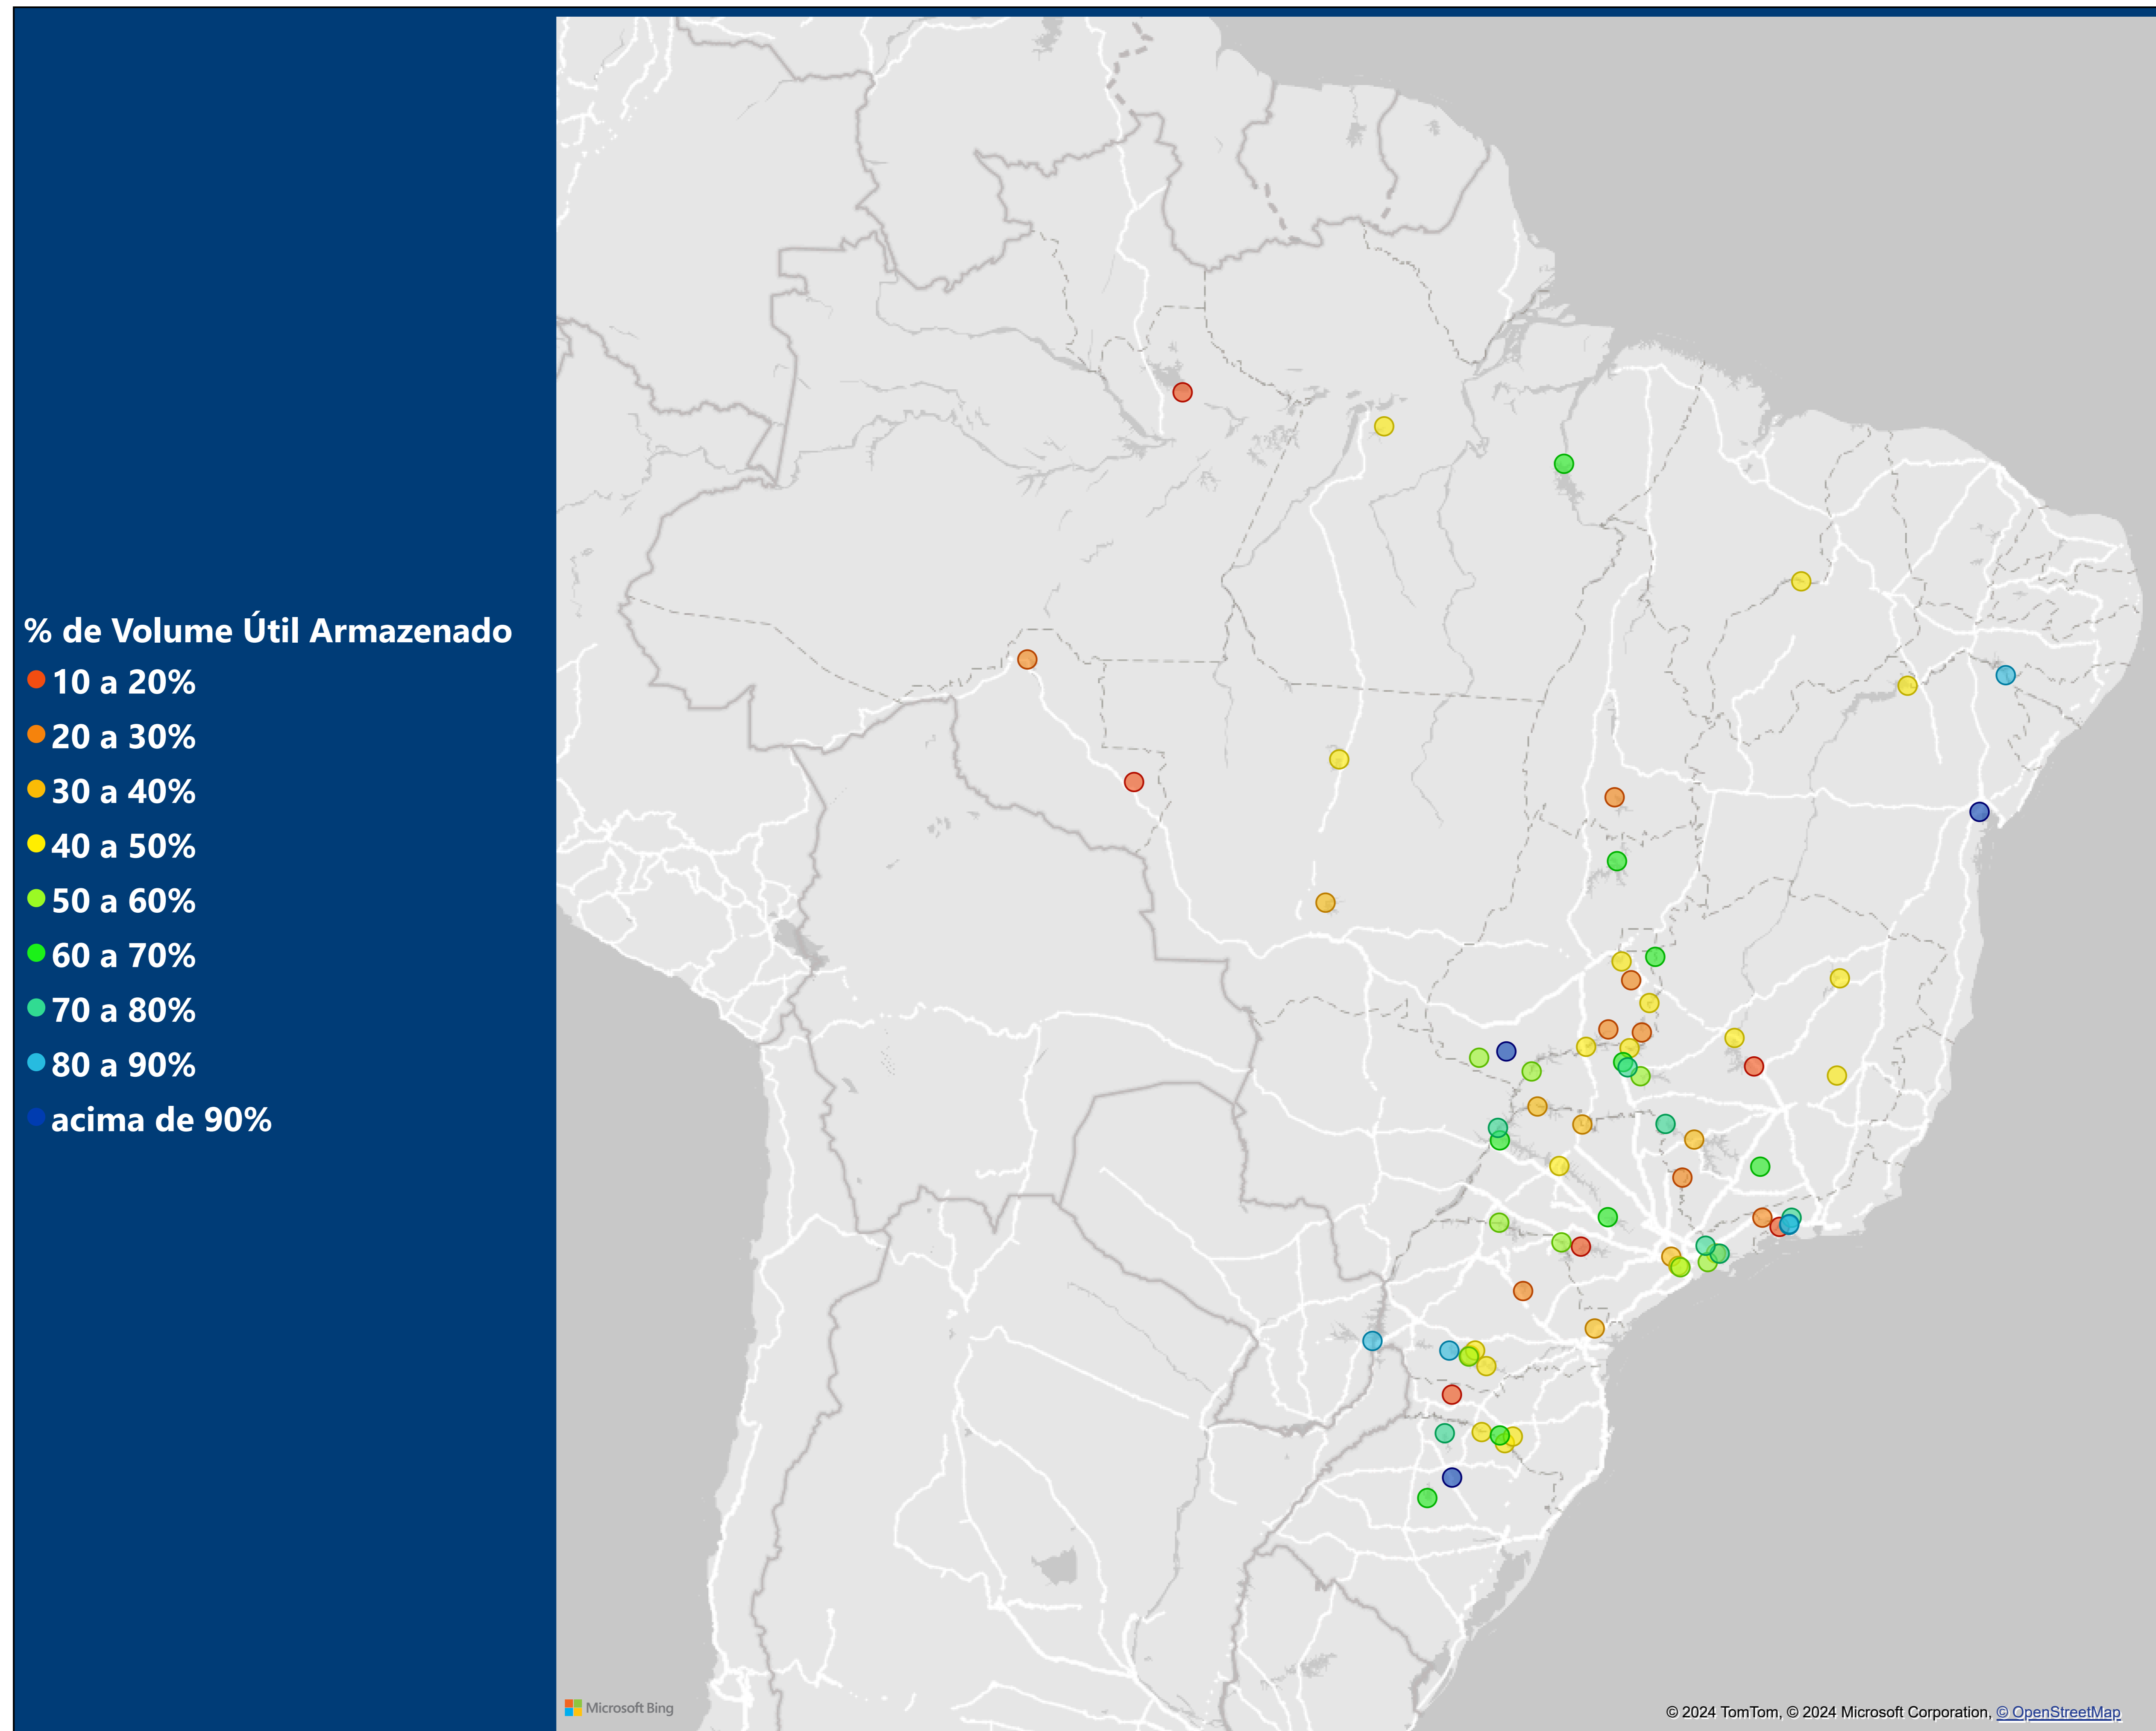 % de Volume Útil Armazenado
10 a 20%
20 a 30%
30 a 40%
40 a 50%
50 a 60%
60 a 70%
70 a 80%
80 a 90%
acima de 90%
Microsoft Bing
© 2024 TomTom, © 2024 Microsoft Corporation, © OpenStreetMap